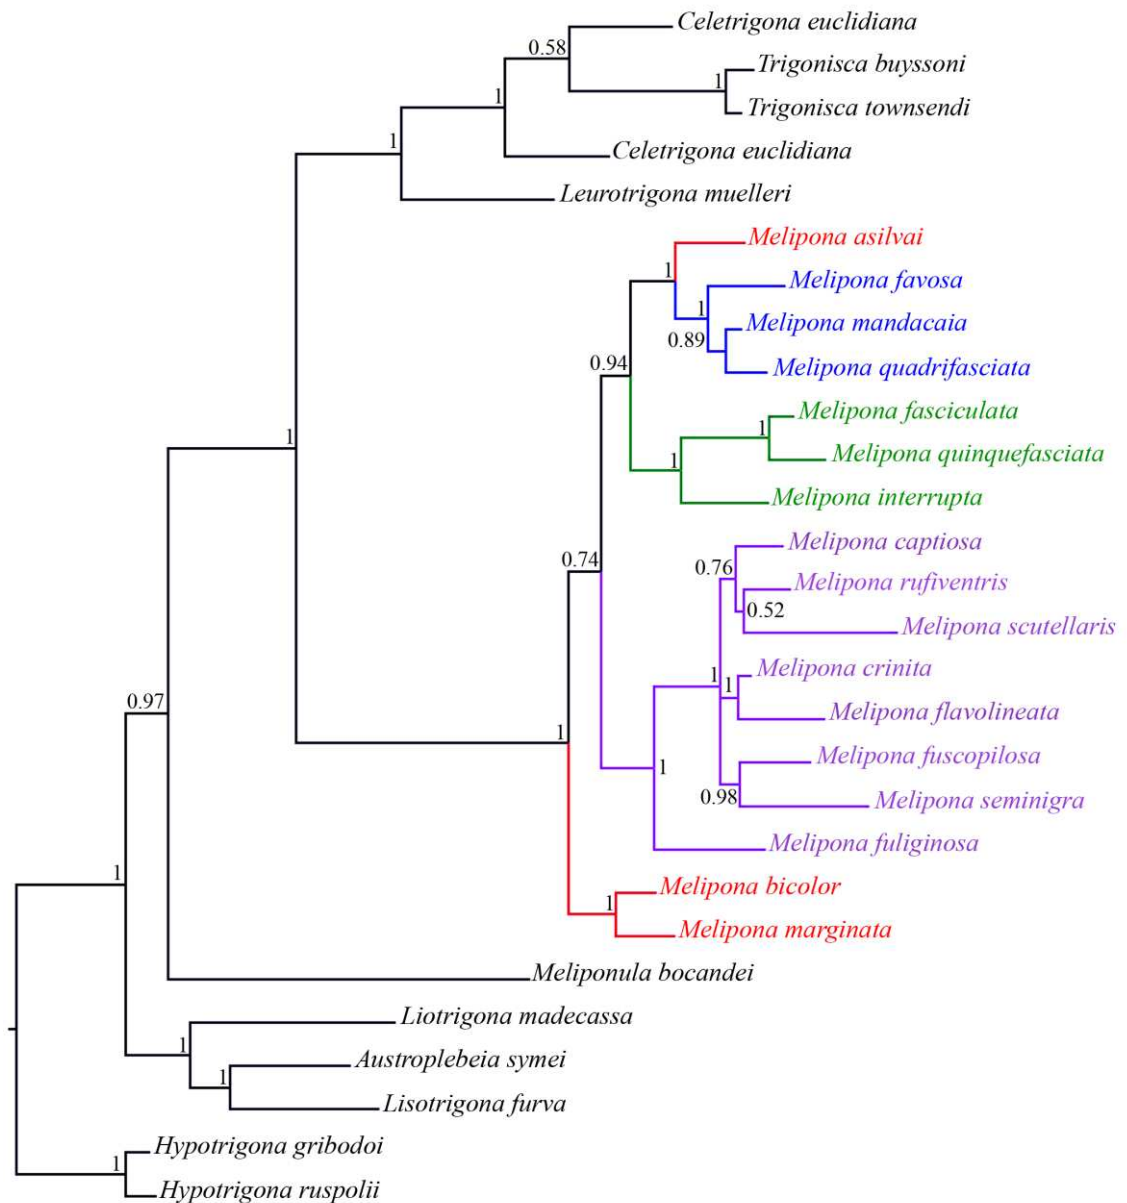 Celetrigona euclidiana
0.58
Trigonisca buyssoni
1
Trigonisca townsendi
1
Celetrigona euclidiana
1
Leurotrigona muelleri
Melipona asilvai
1
Melipona favosa
1
Melipona mandacaia
0.89
Melipona quadrifasciata
0.94
Melipona fasciculata
1
Melipona quinquefasciata
1
Melipona interrupta
1
Melipona captiosa
0.74
0.76
Melipona rufiventris
0.52
Melipona scutellaris
Melipona crinita
1
1
Melipona flavolineata
0.97
Melipona fuscopilosa
1
1
Melipona seminigra
0.98
Melipona fuliginosa
1
Melipona bicolor
1
Melipona marginata
Meliponula bocandei
Liotrigona madecassa
1
Austroplebeia symei
1
Lisotrigona furva
Hypotrigona gribodoi
1
Hypotrigona ruspolii